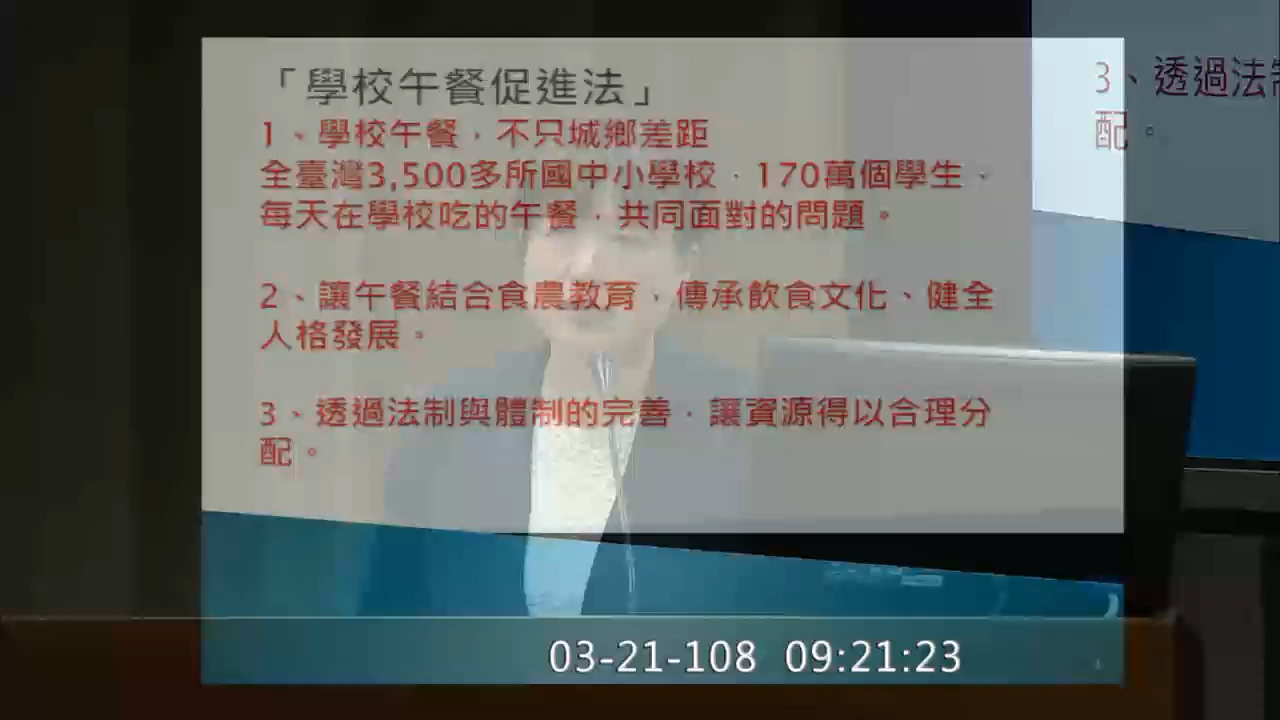 「學校午餐促進法」
1、學校午餐，不只城鄉差距
全臺灣3,500多所國中小學校，170萬個學生、
每天在學校吃的午餐，共同面對的問題。
2、讓午餐結合食農教育，傳承飲食文化、健全
人格發展。
3、透過法制與體制的完善，讓資源得以合理分
配。
3、透過法制
配。
03-21-108 09:21:23